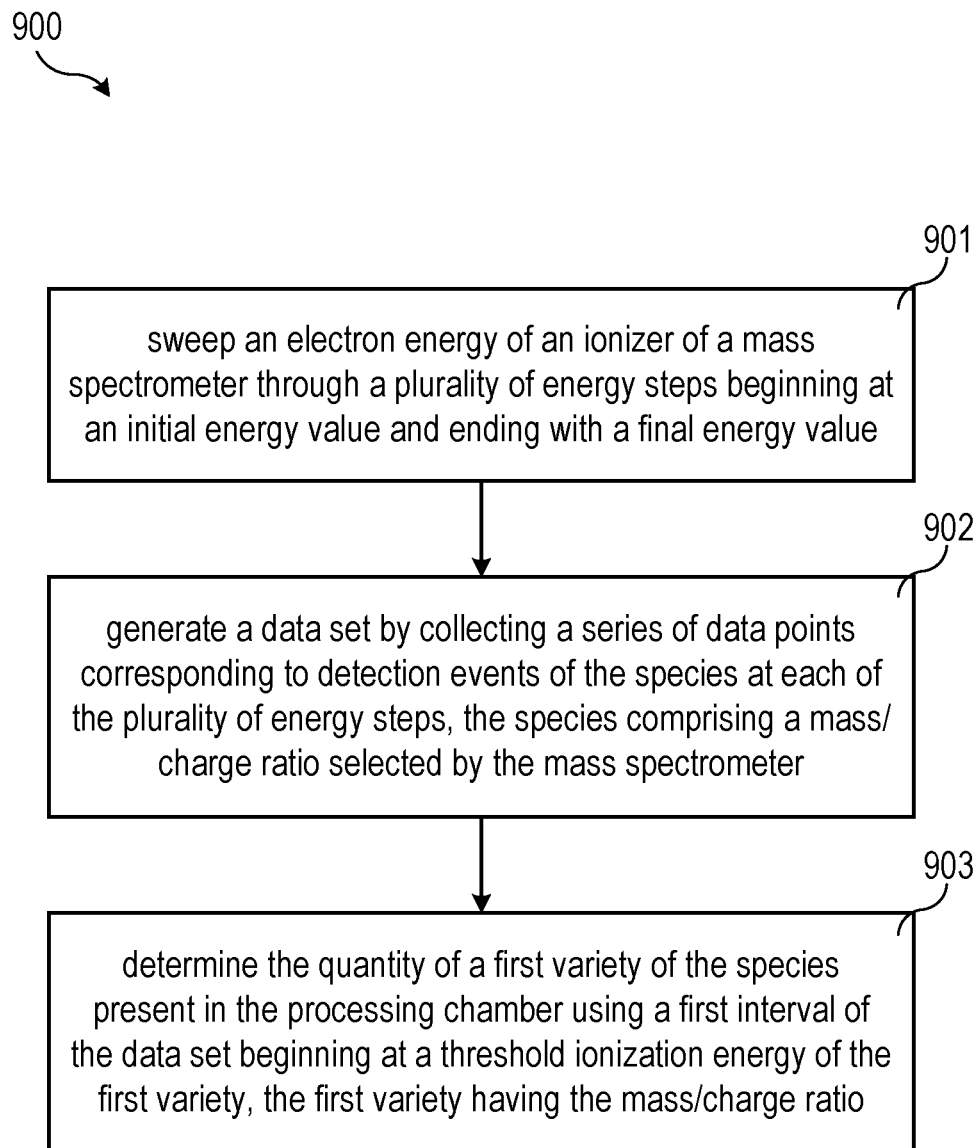 900
901
sweep an electron energy of an ionizer of a mass
spectrometer through a plurality of energy steps beginning at
an initial energy value and ending with a final energy value
902
generate a data set by collecting a series of data points
corresponding to detection events of the species at each of
the plurality of energy steps, the species comprising a mass/
charge ratio selected by the mass spectrometer
903
determine the quantity of a first variety of the species
present in the processing chamber using a first interval of
the data set beginning at a threshold ionization energy of the
first variety, the first variety having the mass/charge ratio